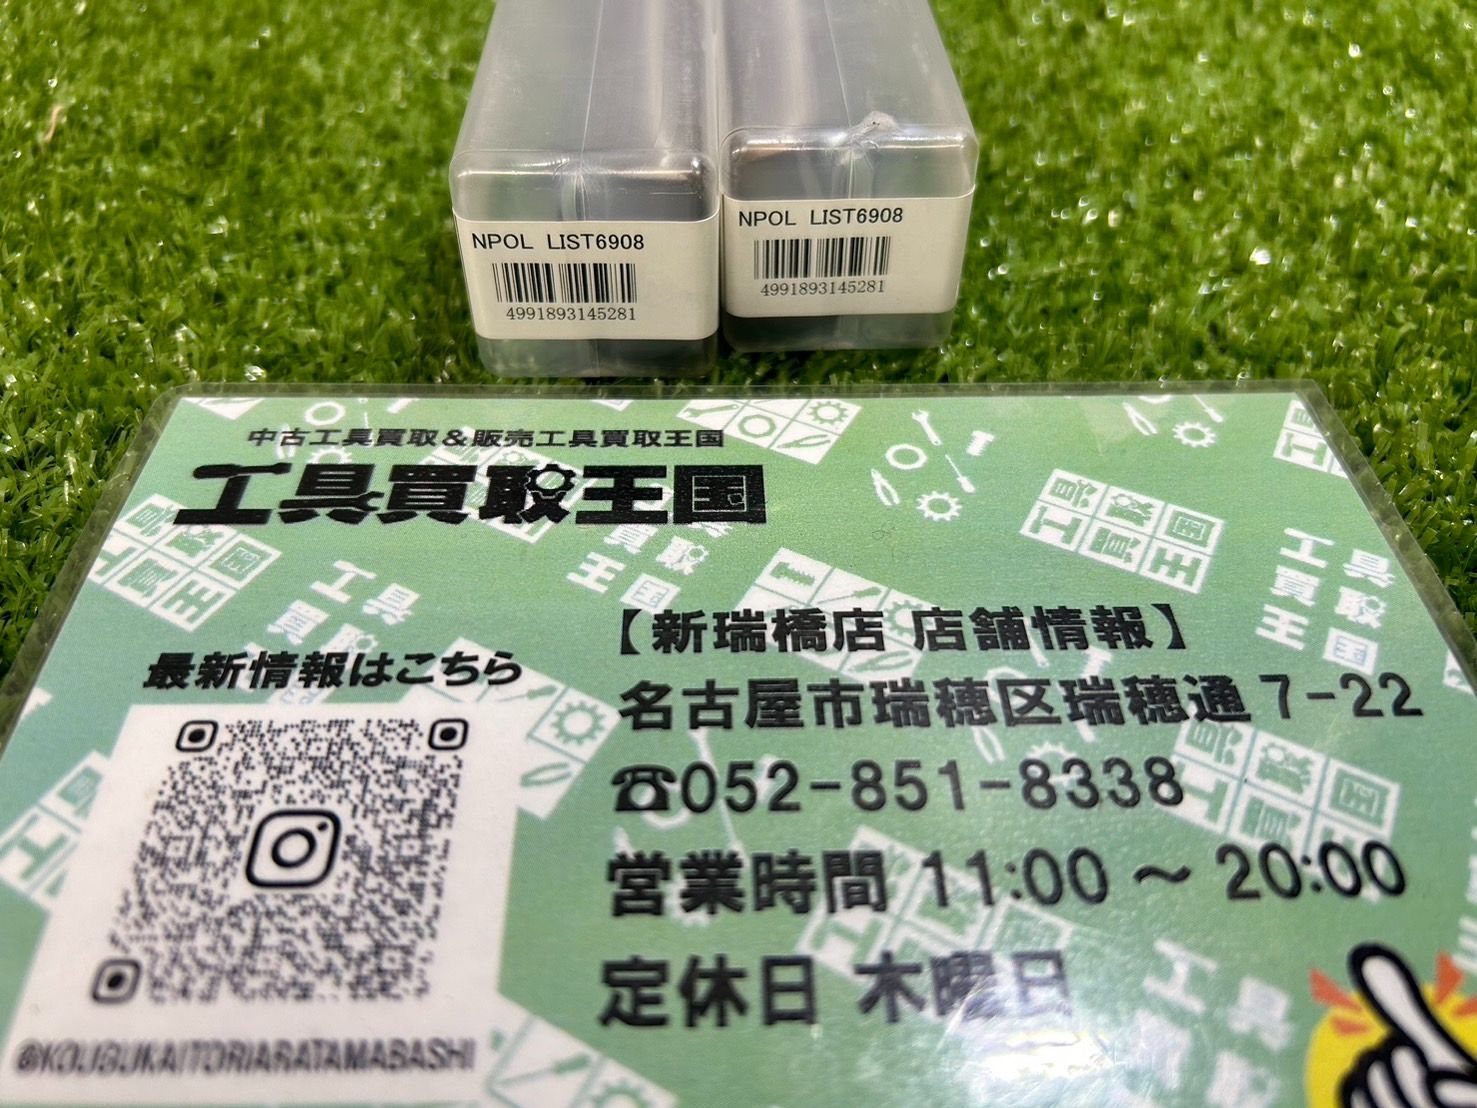 NPOL LIST6908
4991893145281
NPOL LIST6908
4991893145281
中古工具買取&販売工具買取王国
工具買取王国
最新情報はこちら
@KOUGUKAITORIARATAMABASHI
【新瑞橋店 店舗情報】
名古屋市瑞穂区瑞穂通7-22
☎052-851-8338
営業時間 11:00 ～ 20:00
定休日 木曜日